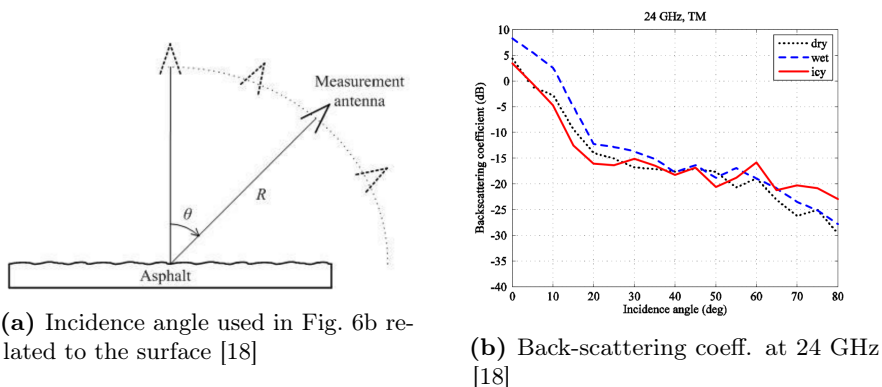 Measurement
antenna
θ
R
Asphalt
(a) Incidence angle used in Fig. 6b re-
lated to the surface [18]
24 GHz, TM
10
5
0
-5
-10
-15
-20
-25
-30
-35
-40
Backscattering coefficient (dB)
dry
wet
icy
0 10 20 30 40 50 60 70 80
Incidence angle (deg)
(b) Back-scattering coeff. at 24 GHz
[18]